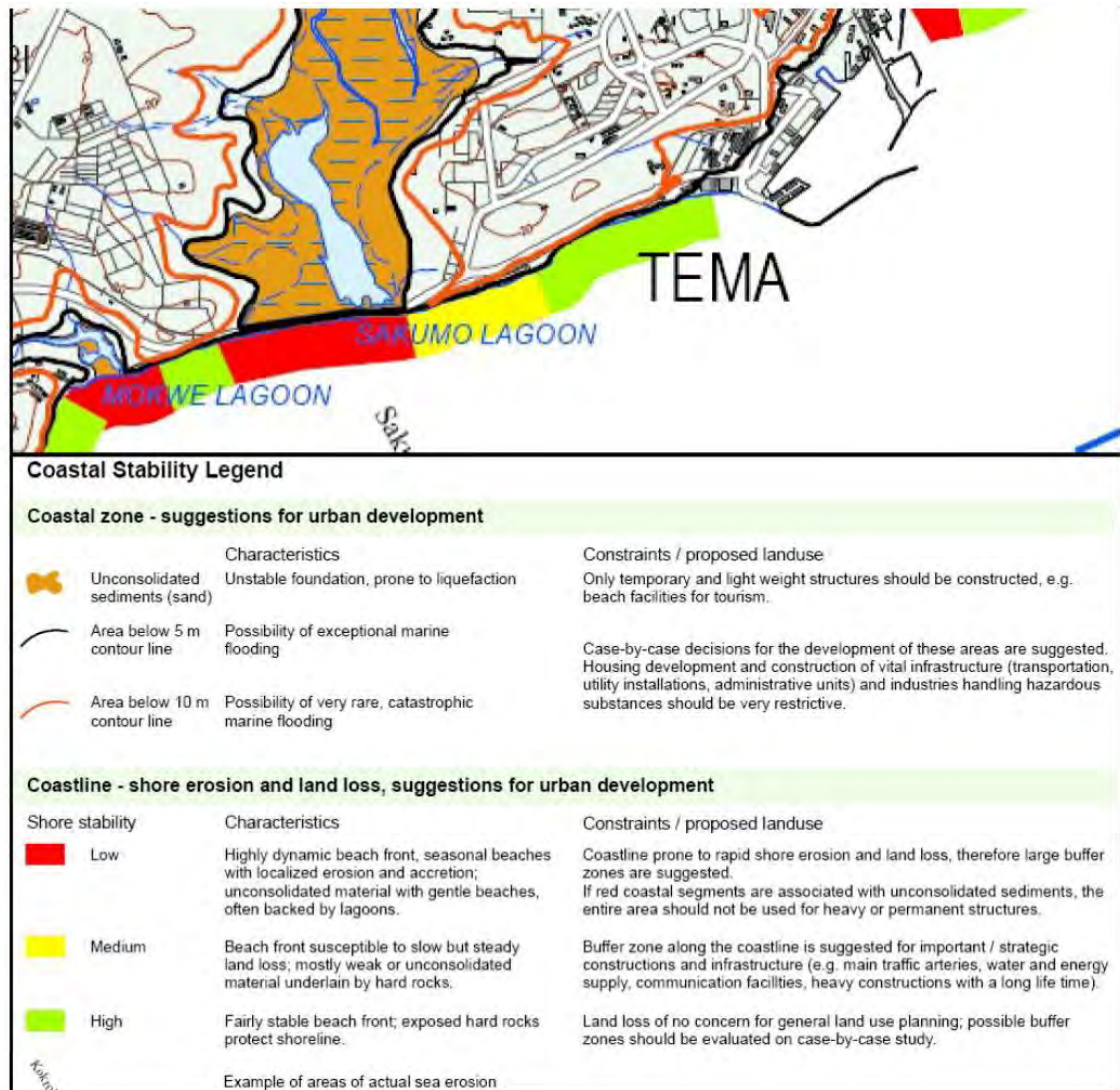 TEMA
SAKUMO LAGOON
MOKWE LAGOON
Saku
Coastal Stability Legend
Coastal zone - suggestions for urban development
Characteristics
Constraints / proposed landuse
Unconsolidated sediments (sand)
Unstable foundation, prone to liquefaction
Only temporary and light weight structures should be constructed, e.g.
beach facilities for tourism.
Area below 5 m
contour line
Possibility of exceptional marine
flooding
Case-by-case decisions for the development of these areas are suggested.
Housing development and construction of vital infrastructure (transportation,
utility installations, administrative units) and industries handling hazardous
substances should be very restrictive.
Area below 10 m
contour line
Possibility of very rare, catastrophic
marine flooding
Coastline - shore erosion and land loss, suggestions for urban development
Shore stability
Characteristics
Constraints / proposed landuse
Low
Highly dynamic beach front, seasonal beaches
with localized erosion and accretion;
unconsolidated material with gentle beaches,
often backed by lagoons.
Coastline prone to rapid shore erosion and land loss, therefore large buffer
zones are suggested.
If red coastal segments are associated with unconsolidated sediments, the
entire area should not be used for heavy or permanent structures.
Medium
Beach front susceptible to slow but steady
land loss; mostly weak or unconsolidated
material underlain by hard rocks.
Buffer zone along the coastline is suggested for important / strategic
constructions and infrastructure (e.g. main traffic arteries, water and energy
supply, communication facilities, heavy constructions with a long life time).
High
Fairly stable beach front; exposed hard rocks
protect shoreline.
Land loss of no concern for general land use planning; possible buffer
zones should be evaluated on case-by-case study.
Example of areas of actual sea erosion